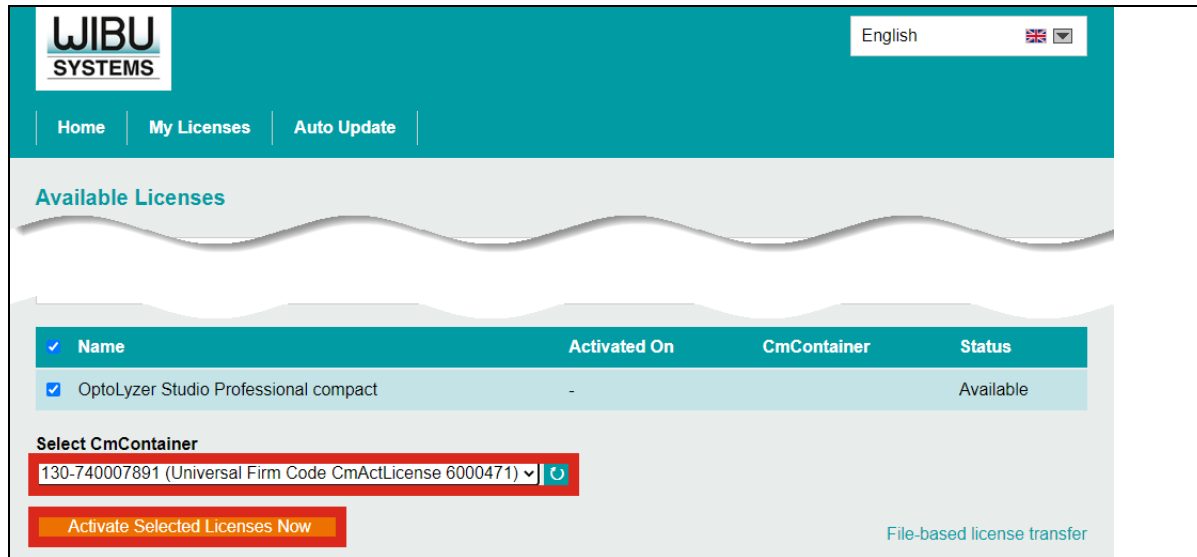 WIBU
SYSTEMS
English
Home My Licenses Auto Update
Available Licenses
Name Activated On CmContainer Status
OptoLyzer Studio Professional compact - Available
Select CmContainer
130-740007891 (Universal Firm Code CmActLicense 6000471)
Activate Selected Licenses Now
File-based license transfer